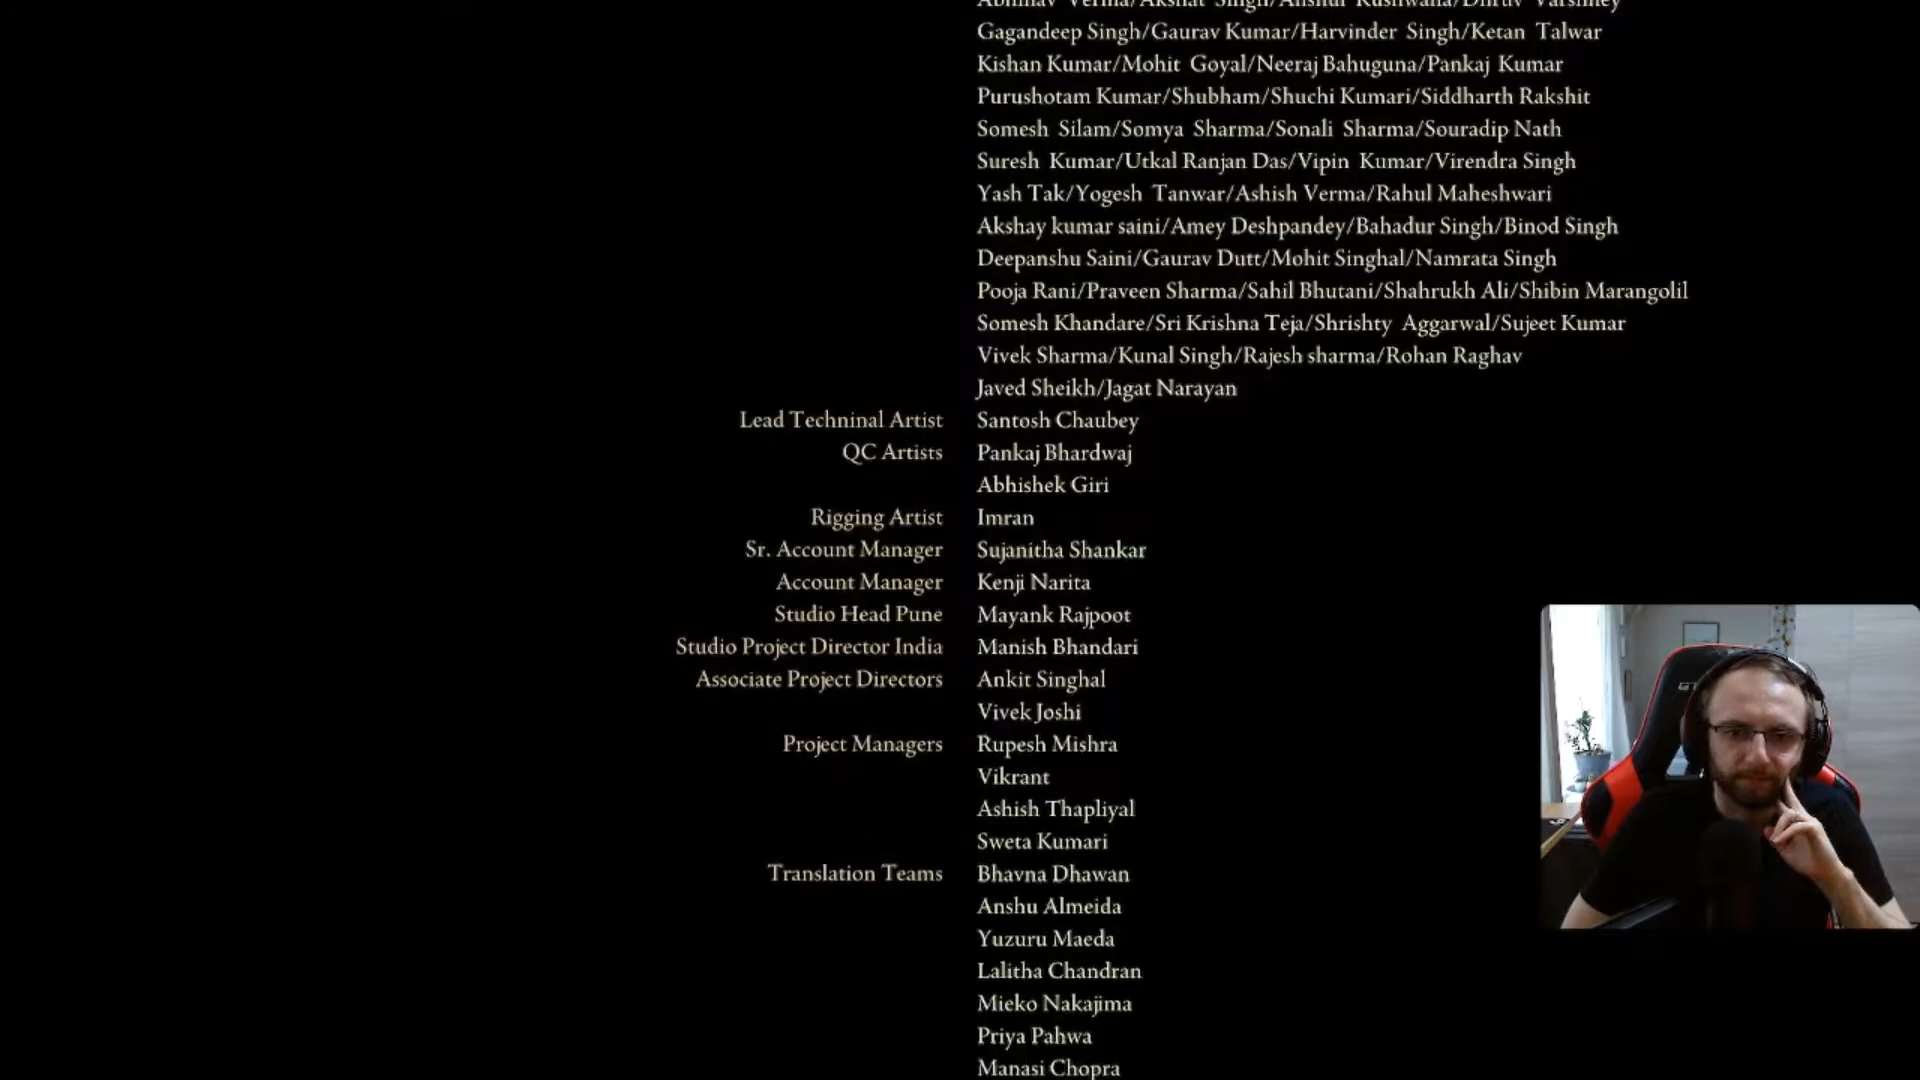 Abhinav Verma/Akshat Singh/Anshul Kushwaha/Dhruv Varshney
Gagandeep Singh/Gaurav Kumar/Harvinder Singh/Ketan Talwar
Kishan Kumar/Mohit Goyal/Neeraj Bahuguna/Pankaj Kumar
Purushotam Kumar/Shubham/Shuchi Kumari/Siddharth Rakshit
Somesh Silam/Somya Sharma/Sonali Sharma/Souradip Nath
Suresh Kumar/Utkal Ranjan Das/Vipin Kumar/Virendra Singh
Yash Tak/Yogesh Tanwar/Ashish Verma/Rahul Maheshwari
Akshay kumar saini/Amey Deshpandey/Bahadur Singh/Binod Singh
Deepanshu Saini/Gaurav Dutt/Mohit Singhal/Namrata Singh
Pooja Rani/Praveen Sharma/Sahil Bhutani/Shahrukh Ali/Shibin Marangolil
Somesh Khandare/Sri Krishna Teja/Shrishty Aggarwal/Sujeet Kumar
Vivek Sharma/Kunal Singh/Rajesh sharma/Rohan Raghav
Javed Sheikh/Jagat Narayan
Lead Techninal Artist Santosh Chaubey
QC Artists Pankaj Bhardwaj
Abhishek Giri
Rigging Artist Imran
Sr. Account Manager Sujanitha Shankar
Account Manager Kenji Narita
Studio Head Pune Mayank Rajpoot
Studio Project Director India Manish Bhandari
Associate Project Directors Ankit Singhal
Vivek Joshi
Project Managers Rupesh Mishra
Vikrant
Ashish Thapliyal
Sweta Kumari
Translation Teams Bhavna Dhawan
Anshu Almeida
Yuzuru Maeda
Lalitha Chandran
Mieko Nakajima
Priya Pahwa
Manasi Chopra